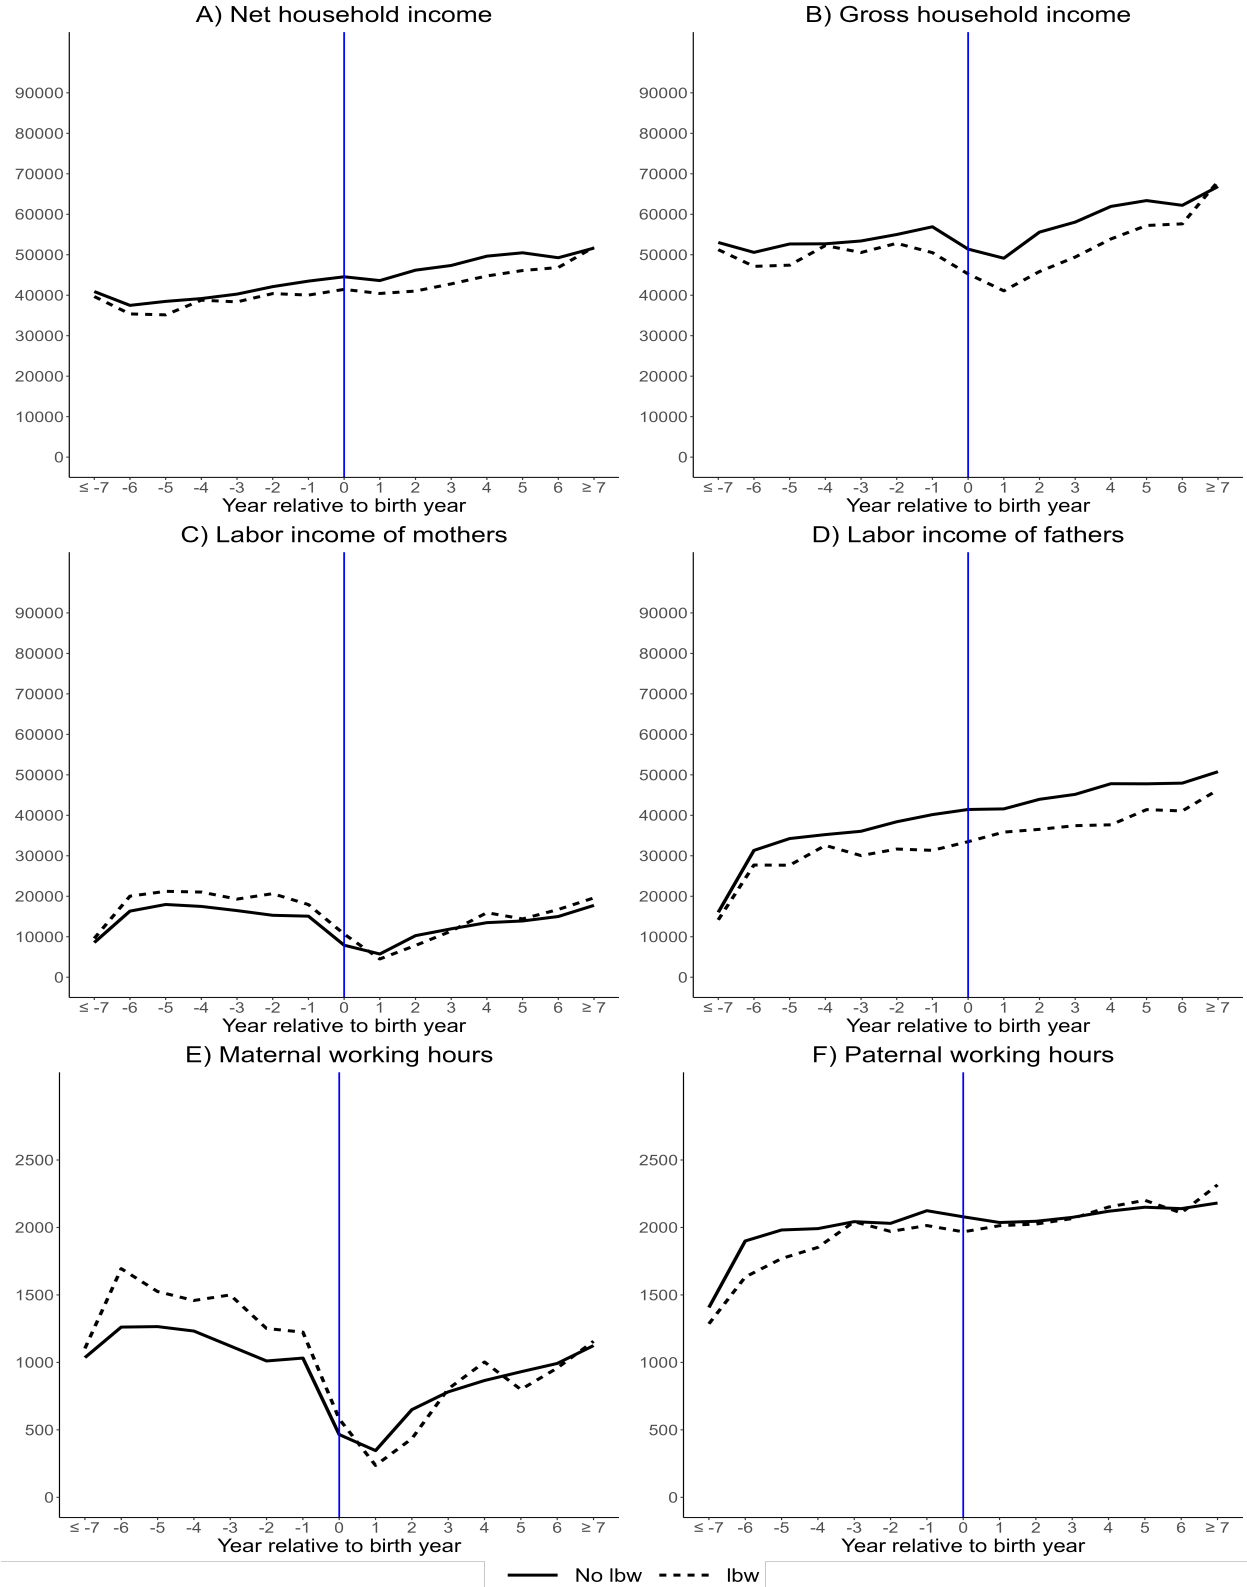 A) Net household income
B) Gross household income
90000
80000
70000
60000
50000
40000
30000
20000
10000
0
≤ -7 -6 -5 -4 -3 -2 -1 0 1 2 3 4 5 6 ≥ 7
Year relative to birth year
90000
80000
70000
60000
50000
40000
30000
20000
10000
0
≤ -7 -6 -5 -4 -3 -2 -1 0 1 2 3 4 5 6 ≥ 7
Year relative to birth year
C) Labor income of mothers
D) Labor income of fathers
90000
80000
70000
60000
50000
40000
30000
20000
10000
0
≤ -7 -6 -5 -4 -3 -2 -1 0 1 2 3 4 5 6 ≥ 7
Year relative to birth year
90000
80000
70000
60000
50000
40000
30000
20000
10000
0
≤ -7 -6 -5 -4 -3 -2 -1 0 1 2 3 4 5 6 ≥ 7
Year relative to birth year
E) Maternal working hours
F) Paternal working hours
2500
2000
1500
1000
500
0
≤ -7 -6 -5 -4 -3 -2 -1 0 1 2 3 4 5 6 ≥ 7
Year relative to birth year
2500
2000
1500
1000
500
0
≤ -7 -6 -5 -4 -3 -2 -1 0 1 2 3 4 5 6 ≥ 7
Year relative to birth year
No lbw lbw